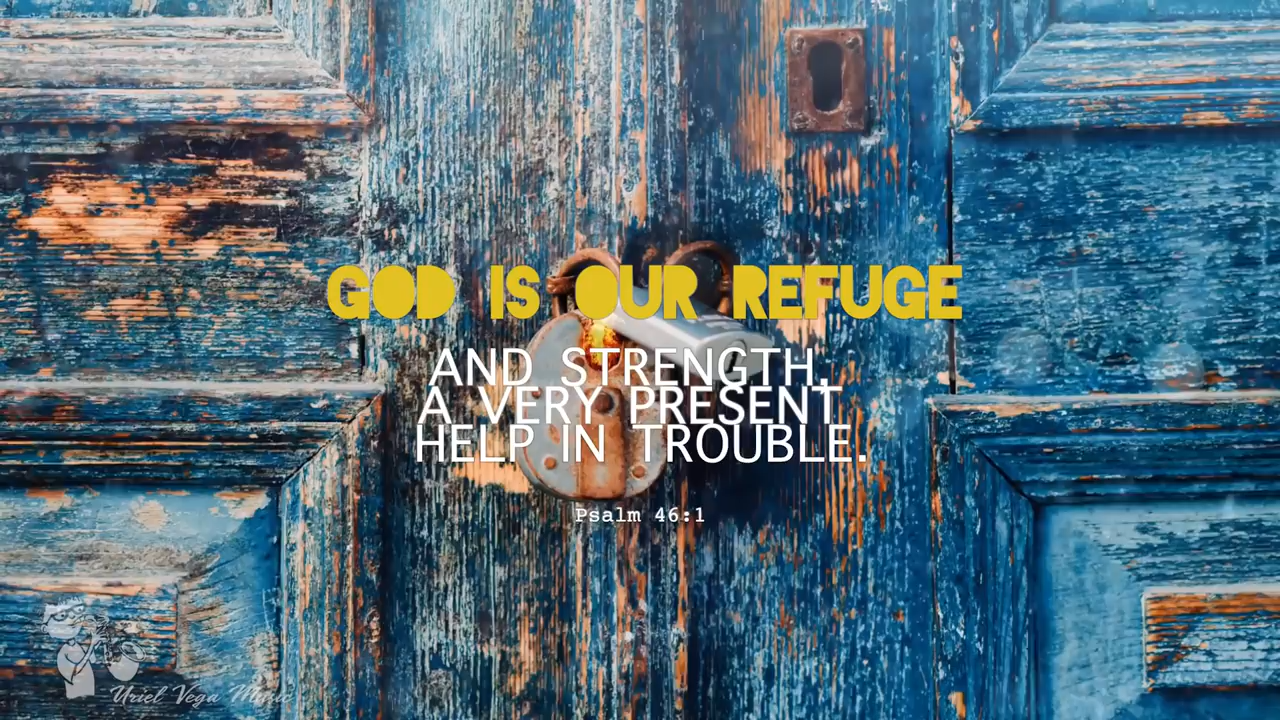 GOD IS OUR REFUGE
AND STRENGTH,
A VERY PRESENT
HELP IN TROUBLE.
Psalm 46:1
Uriel Vega Music